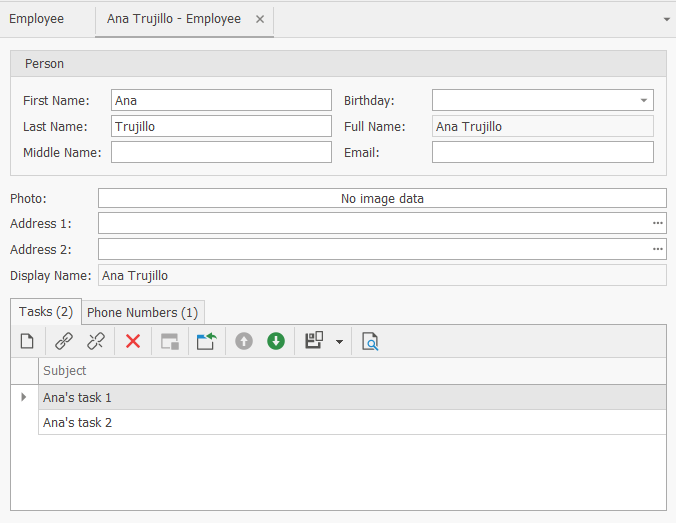 Employee Ana Trujillo - Employee
Person
First Name: Ana Birthday:
Last Name: Trujillo Full Name: Ana Trujillo
Middle Name: Email:
Photo: No image data
Address 1:
Address 2:
Display Name: Ana Trujillo
Tasks (2) Phone Numbers (1)
Subject
Ana's task 1
Ana's task 2